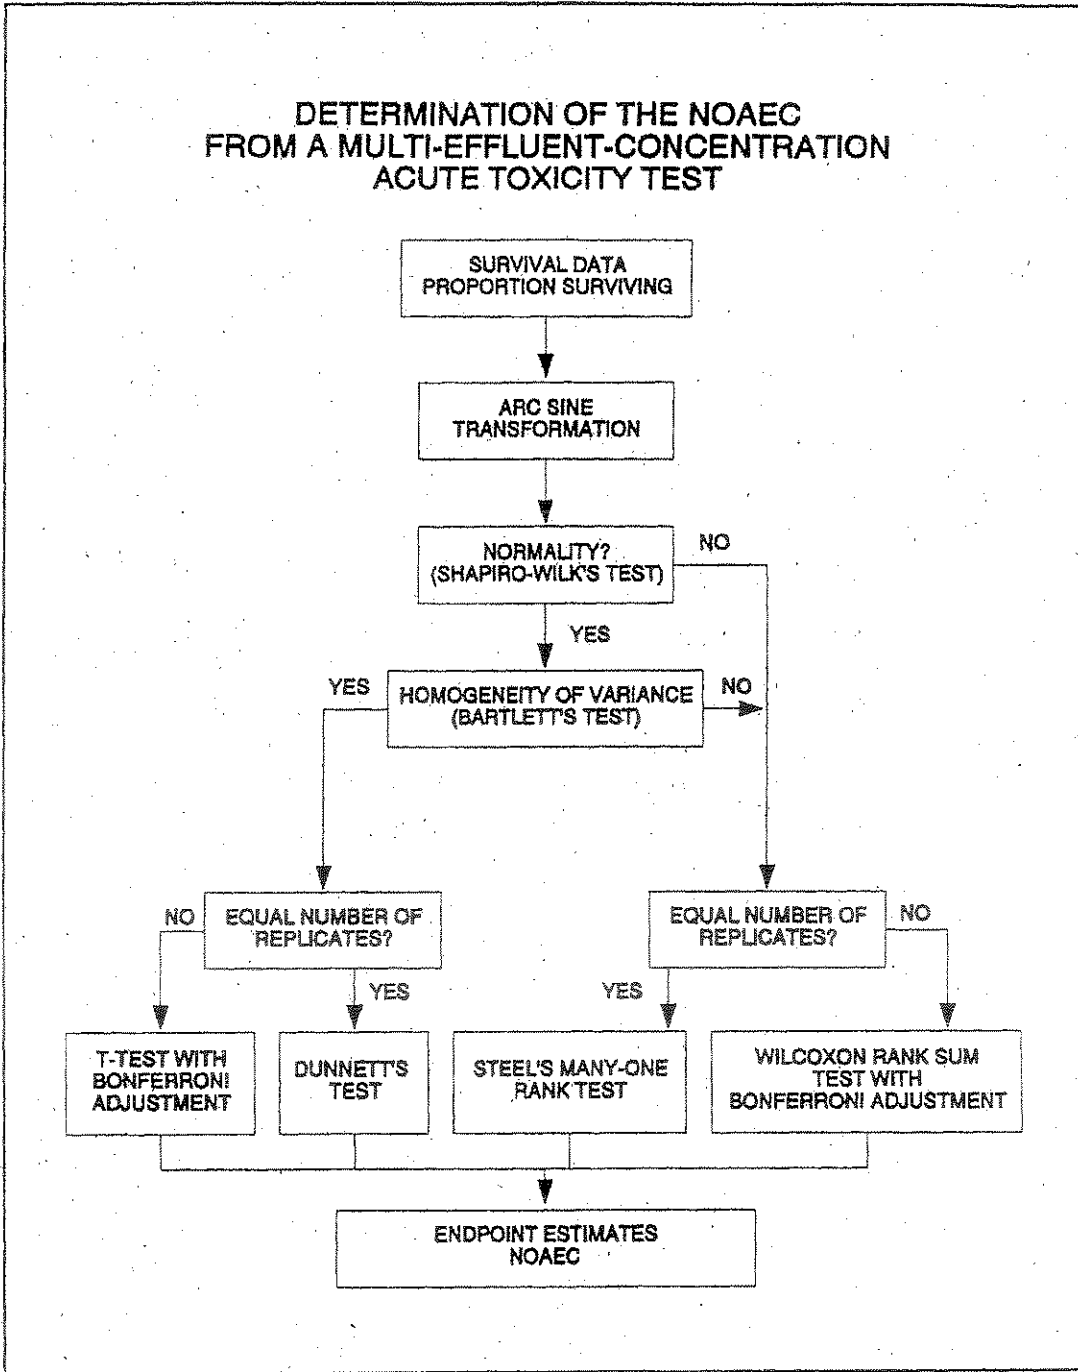 DETERMINATION OF THE NOAEC
FROM A MULTI-EFFLUENT-CONCENTRATION
ACUTE TOXICITY TEST
SURVIVAL DATA
PROPORTION SURVIVING
ARC SINE
TRANSFORMATION
NORMALITY?
(SHAPIRO-WILK'S TEST)
NO
YES
YES
HOMOGENEITY OF VARIANCE
(BARTLETT'S TEST)
NO
NO
EQUAL NUMBER OF
REPLICATES?
EQUAL NUMBER OF
REPLICATES?
NO
YES
YES
T-TEST WITH
BONFERRONI
ADJUSTMENT
DUNNETT'S
TEST
STEEL'S MANY-ONE
RANK TEST
WILCOXON RANK SUM
TEST WITH
BONFERRONI ADJUSTMENT
ENDPOINT ESTIMATES
NOAEC